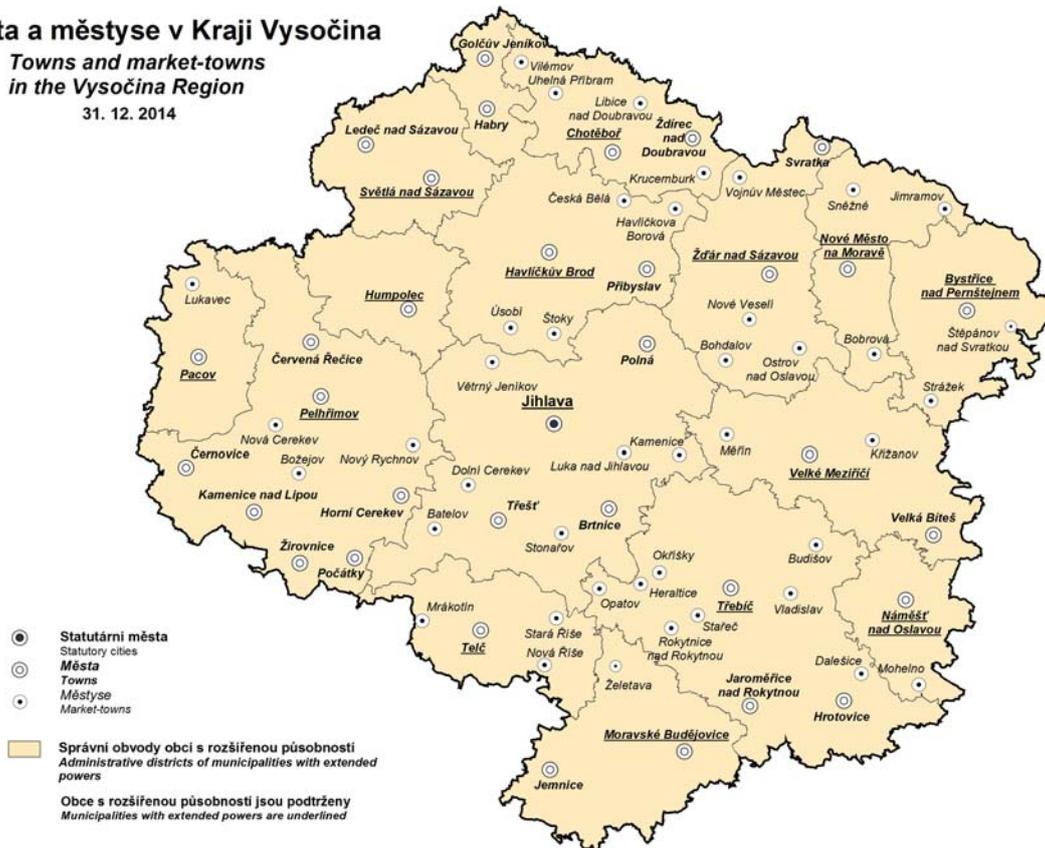 ta a městyse v Kraji Vysočina
Towns and market-towns
in the Vysočina Region
31. 12. 2014
Golčův Jeníkov
Vilémov
Uhelná Příbram
Libice
nad Doubravou
Habry
Chotěboř
Ždírec
nad
Doubravou
Ledeč nad Sázavou
Světlá nad Sázavou
Krucemburk
Svratka
Vojnův Městec
Sněžné
Jimramov
Česká Bělá
Havlíčkova
Borová
Havlíčkův Brod
Přibyslav
Žďár nad Sázavou
Nové Město
na Moravě
Bystřice
nad Pernštejnem
Lukavec
Humpolec
Úsobí
Štoky
Nové Veselí
Štěpánov
nad Svratkou
Červená Řečice
Polná
Bohdalov
Ostrov
nad Oslavou
Bobrová
Pacov
Větrný Jeníkov
Strážek
Pelhřimov
Jihlava
Nová Cerekev
Nový Rychnov
Kamenice
Měřín
Křižanov
Černovice
Božejov
Dolní Cerekev
Luka nad Jihlavou
Velké Meziříčí
Kamenice nad Lipou
Horní Cerekev
Třešť
Brtnice
Batelov
Velká Bíteš
Žirovnice
Počátky
Stonařov
Okříšky
Budišov
Opatov
Heraltice
Třebíč
Vladislav
Náměšť
nad Oslavou
Mrákotín
Telč
Stará Říše
Stařeč
Rokytnice
nad Rokytnou
Nová Říše
Dalešice
Mohelno
Želetava
Jaroměřice
nad Rokytnou
Hrotovice
Moravské Budějovice
Jemnice
Statutární města
Statutory cities
Města
Towns
Městyse
Market-towns
Správní obvody obcí s rozšířenou působností
Administrative districts of municipalities with extended
powers
Obce s rozšířenou působností jsou podtrženy
Municipalities with extended powers are underlined